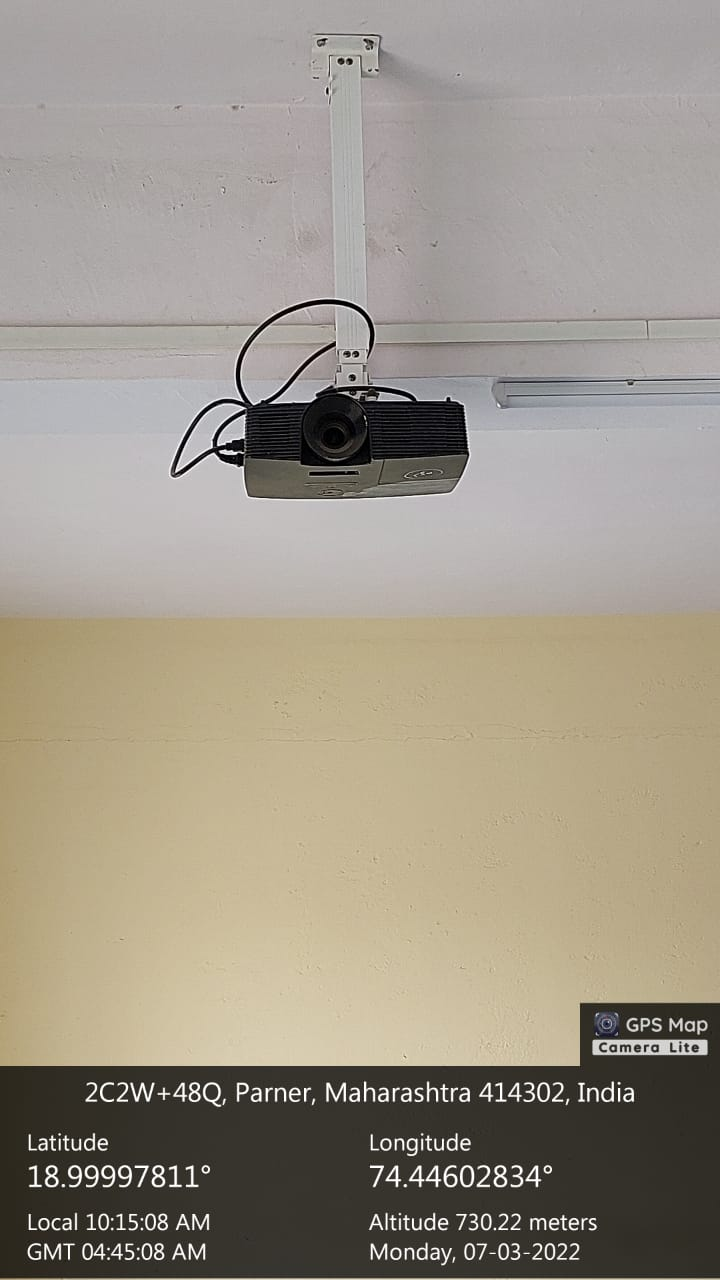 GPS Map
Camera Lite
2C2W+48Q, Parner, Maharashtra 414302, India
Latitude
18.99997811°
Longitude
74.44602834°
Local 10:15:08 AM
GMT 04:45:08 AM
Altitude 730.22 meters
Monday, 07-03-2022